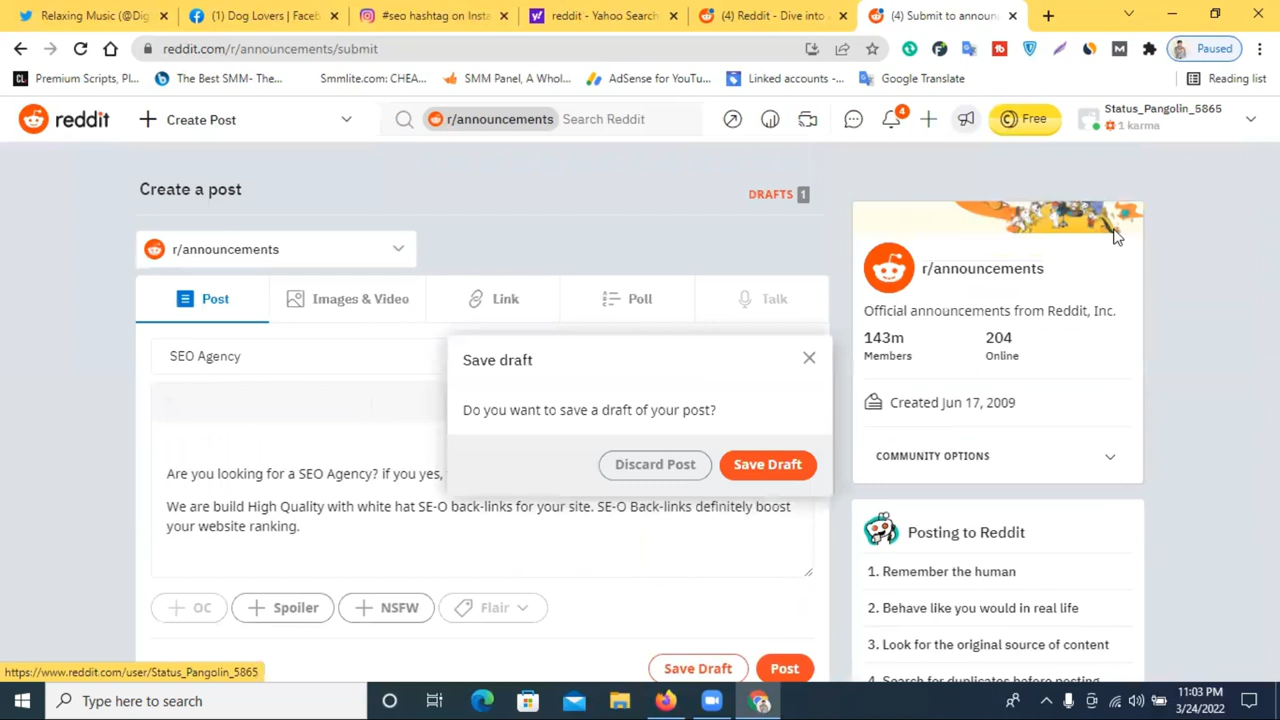 Relaxing Music (@Dig
(1) Dog Lovers | Faceb
#seo hashtag on Insta
reddit - Yahoo Search
(4) Reddit - Dive into a
(4) Submit to announ
reddit.com/r/announcements/submit
Paused
Premium Scripts, Pl...
The Best SMM- The...
Smmlite.com: CHEA...
SMM Panel, A Whol...
AdSense for YouTu...
Linked accounts -...
Google Translate
Reading list
reddit
Create Post
r/announcements
Search Reddit
4
Free
Status_Pangolin_5865
1 karma
Create a post
DRAFTS 1
r/announcements
Post
Images & Video
Link
Poll
Talk
SEO Agency
Save draft
Do you want to save a draft of your post?
Discard Post
Save Draft
Are you looking for a SEO Agency? if you yes,
We are build High Quality with white hat SE-O back-links for your site. SE-O Back-links definitely boost
your website ranking.
OC
Spoiler
NSFW
Flair
Save Draft
Post
r/announcements
Official announcements from Reddit, Inc.
143m
204
Members
Online
Created Jun 17, 2009
COMMUNITY OPTIONS
Posting to Reddit
1. Remember the human
2. Behave like you would in real life
3. Look for the original source of content
4. Search for duplicates before posting
https://www.reddit.com/user/Status_Pangolin_5865
Type here to search
11:03 PM
3/24/2022